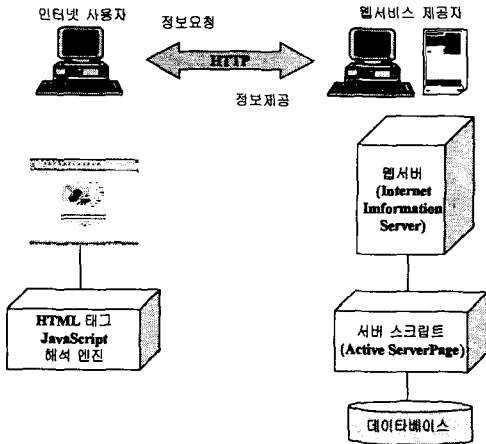 인터넷 사용자
웹서비스 제공자
정보요청
HTTP
정보제공
웹서버
(Internet
Imformation
Server)
HTML 태그
JavaScript
해석 엔진
서버 스크립트
(Active ServerPage)
데이타베이스